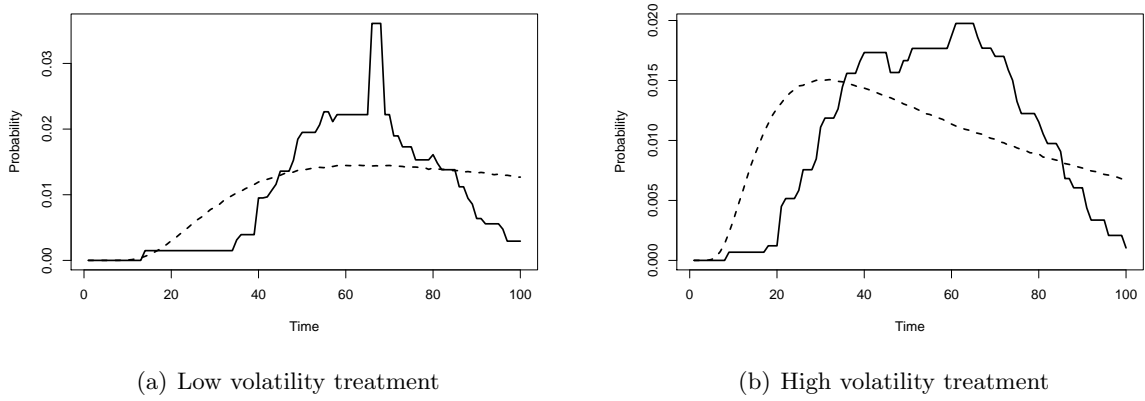 Probability
0.03
0.02
0.01
0.00
0 20 40 60 80 100
Time
(a) Low volatility treatment
Probability
0.020
0.015
0.010
0.005
0.000
0 20 40 60 80 100
Time
(b) High volatility treatment